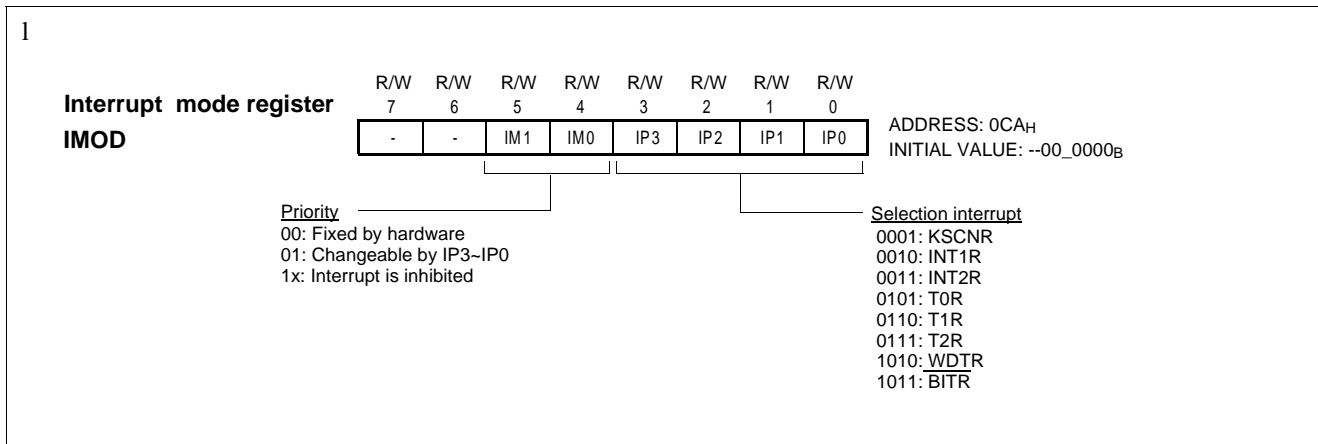 l
R/W R/W R/W R/W R/W R/W R/W R/W
Interrupt mode register 7 6 5 4 3 2 1 0
IMOD - - IM1 IM0 IP3 IP2 IP1 IP0
ADDRESS: 0CAH
INITIAL VALUE: --00_0000B
Priority
00: Fixed by hardware
01: Changeable by IP3~IP0
1x: Interrupt is inhibited
Selection interrupt
0001: KSCNR
0010: INT1R
0011: INT2R
0101: T0R
0110: T1R
0111: T2R
1010: WDTR
1011: BITR